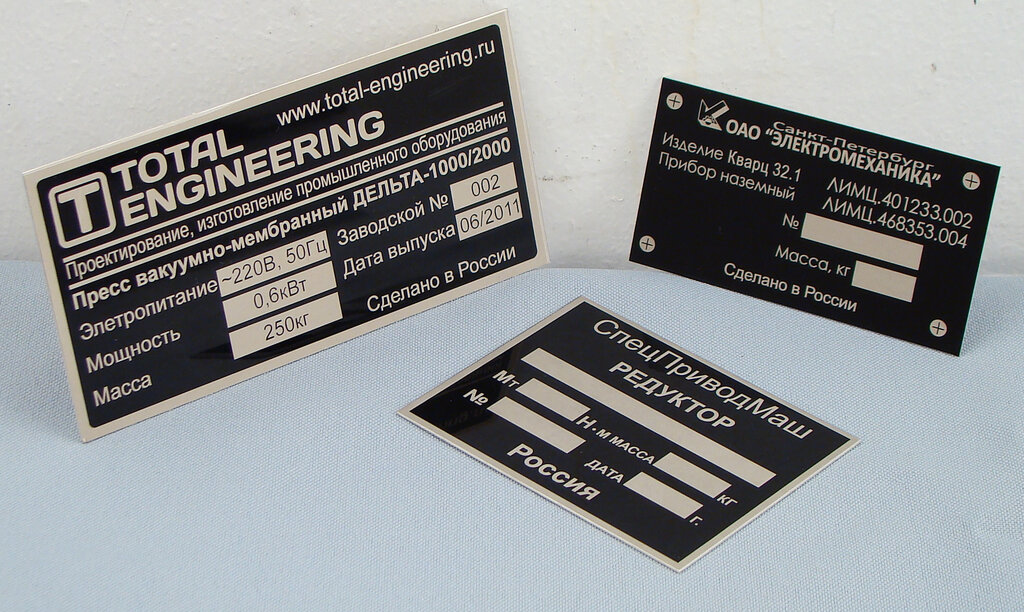 www.total-engineering.ru
T TOTAL
ENGINEERING
Проектирование, изготовление промышленного оборудования
Пресс вакуумно-мембранный ДЕЛЬТА-1000/2000
Элетропитание ~220В, 50Гц Заводской № 002
Мощность 0,6кВт Дата выпуска 06/2011
Масса 250кг Сделано в России
Санкт-Петербург
ОАО "ЭЛЕКТРОМЕХАНИКА"
Изделие Кварц 32.1 ЛИМЦ.401233.002
Прибор наземный ЛИМЦ.468353.004
№
Масса, кг
Сделано в России
СпецПриводМаш
РЕДУКТОР
Мт Н·м МАССА кг
№ ДАТА г.
Россия